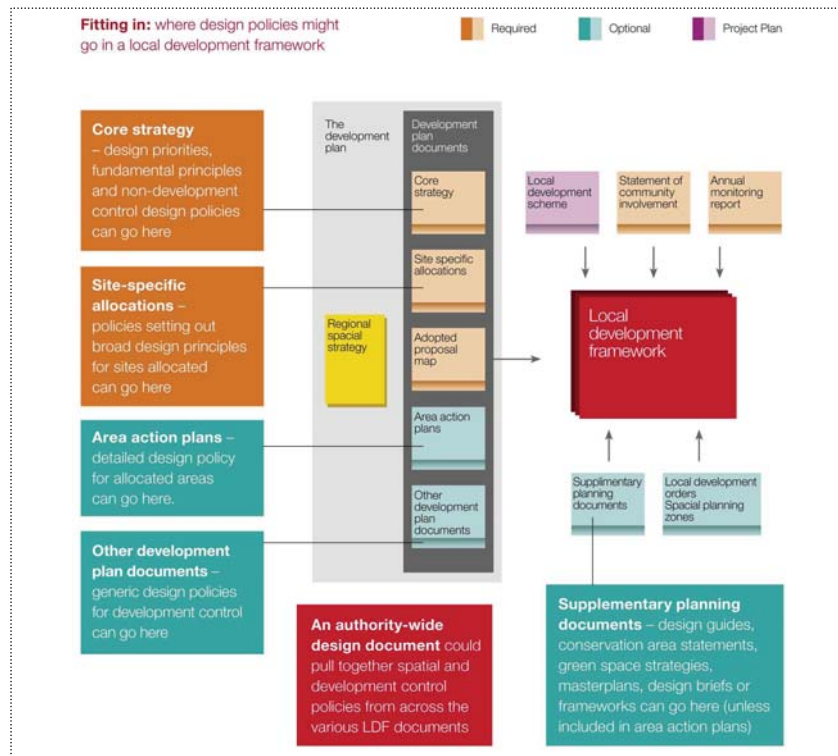 Fitting in: where design policies might
go in a local development framework
Required
Optional
Project Plan
Core strategy
– design priorities,
fundamental principles
and non-development
control design policies
can go here
Site-specific
allocations –
policies setting out
broad design principles
for sites allocated
can go here
Area action plans –
detailed design policy
for allocated areas
can go here.
Other development
plan documents –
generic design policies
for development control
can go here
The
development
plan
Regional
spacial
strategy
Development
plan
documents
Core
strategy
Site specific
allocations
Adopted
proposal
map
Area action
plans
Other
development
plan
documents
Local
development
scheme
Statement of
community
involvement
Annual
monitoring
report
Local
development
framework
Supplimentary
planning
documents
Local development
orders
Spacial planning
zones
An authority-wide
design document could
pull together spatial and
development control
policies from across the
various LDF documents
Supplementary planning
documents – design guides,
conservation area statements,
green space strategies,
masterplans, design briefs or
frameworks can go here (unless
included in area action plans)